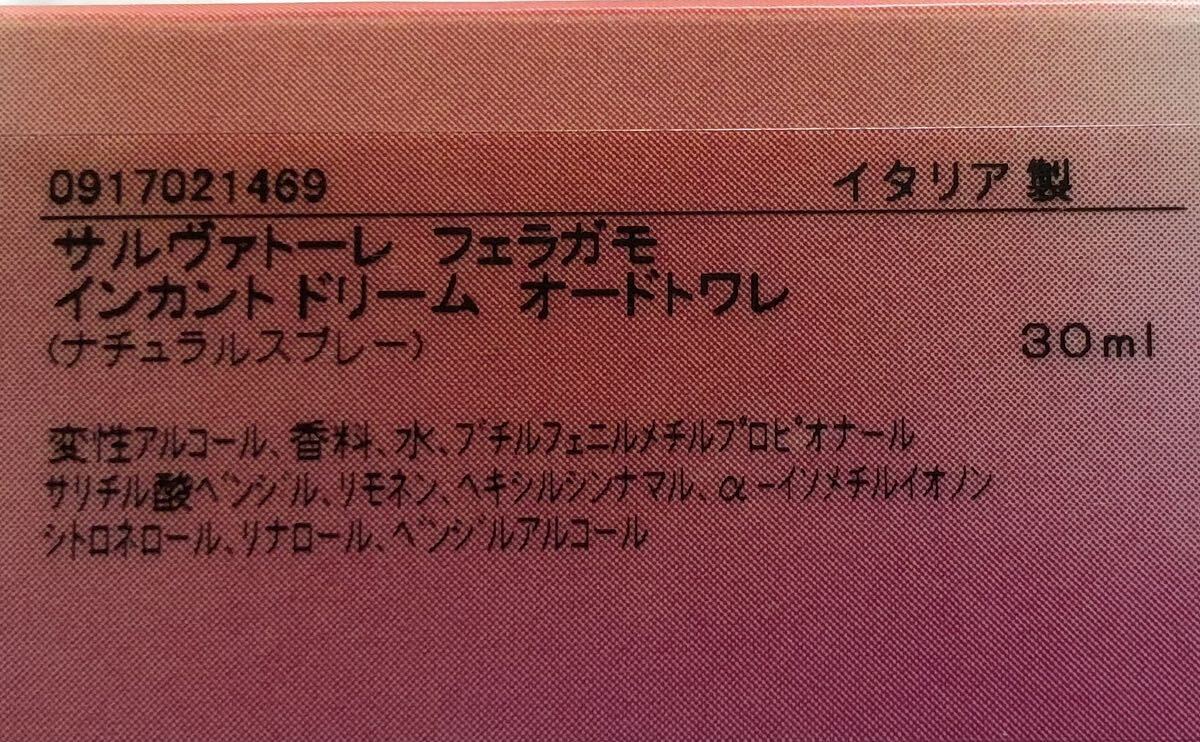 0917021469 イタリア製
サルヴァトーレ フェラガモ
インカント ドリーム オードトワレ
(ナチュラルスプレー) 30ml
変性アルコール、香料、水、ブチルフェニルメチルプロピオナール
サリチル酸ベンジル、リモネン、ヘキシルシンナマル、α-イソメチルイオノン
シトロネロール、リナロール、ベンジルアルコール